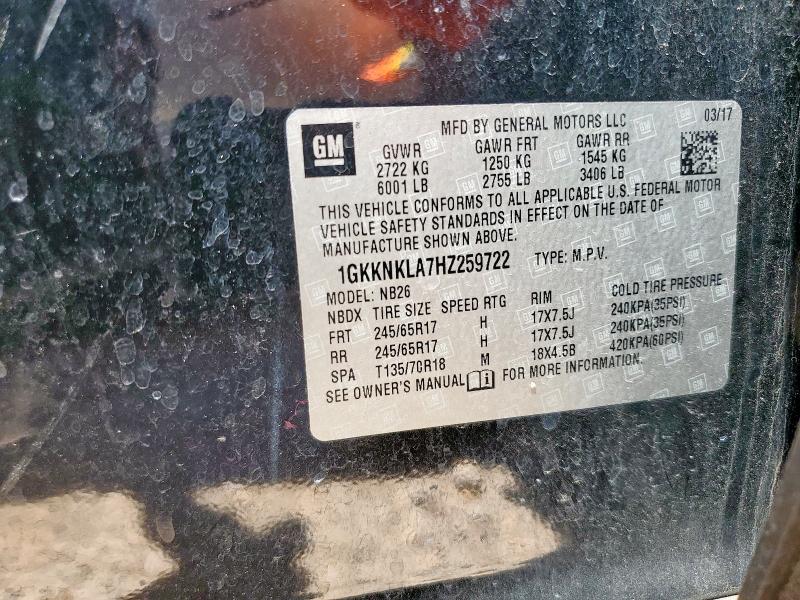 MFD BY GENERAL MOTORS LLC 03/17
GM GVWR GAWR FRT GAWR RR
2722 KG 1250 KG 1545 KG
6001 LB 2755 LB 3406 LB
THIS VEHICLE CONFORMS TO ALL APPLICABLE U.S. FEDERAL MOTOR
VEHICLE SAFETY STANDARDS IN EFFECT ON THE DATE OF
MANUFACTURE SHOWN ABOVE.
1GKKNKLA7HZ259722 TYPE: M.P.V.
MODEL: NB26
NBDX TIRE SIZE SPEED RTG RIM COLD TIRE PRESSURE
FRT 245/65R17 H 17X7.5J 240KPA(35PSI)
RR 245/65R17 H 17X7.5J 240KPA(35PSI)
SPA T135/70R18 M 18X4.5B 420KPA(60PSI)
SEE OWNER'S MANUAL FOR MORE INFORMATION.